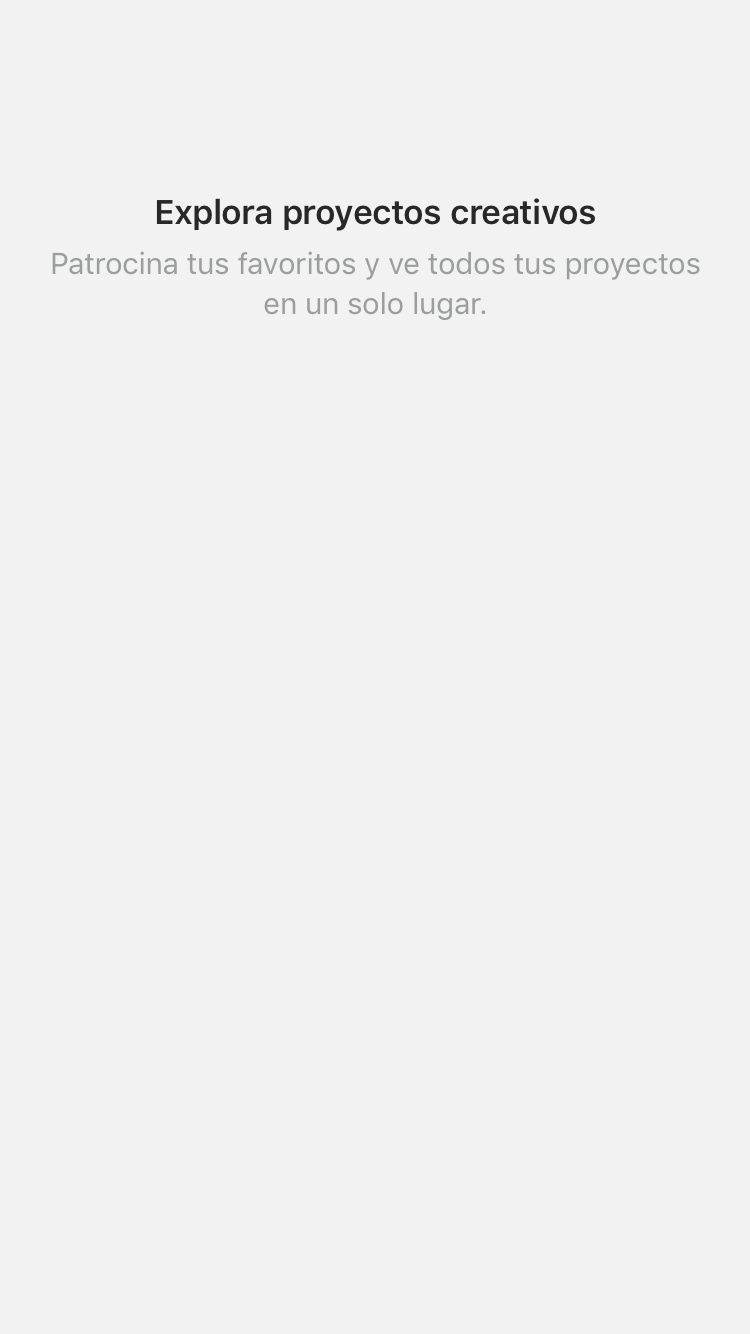 Explora proyectos creativos
Patrocina tus favoritos y ve todos tus proyectos
en un solo lugar.